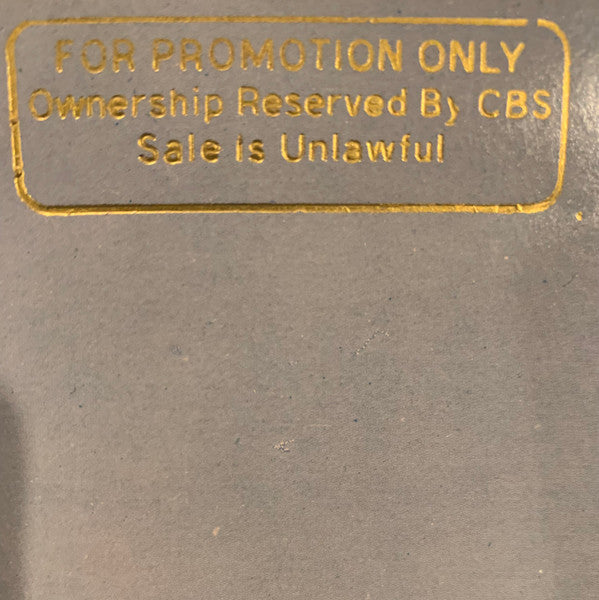 FOR PROMOTION ONLY
Ownership Reserved By CBS
Sale is Unlawful